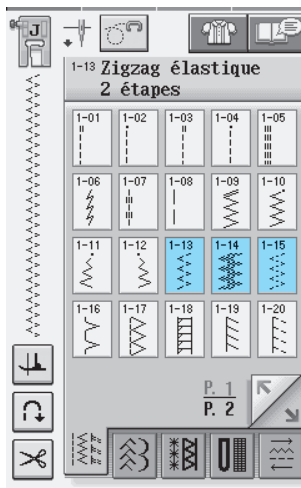 J
1-13 Zigzag élastique
2 étapes
1-01 1-02 1-03 1-04 1-05
1-06 1-07 1-08 1-09 1-10
1-11 1-12 1-13 1-14 1-15
1-16 1-17 1-18 1-19 1-20
P. 1
P. 2